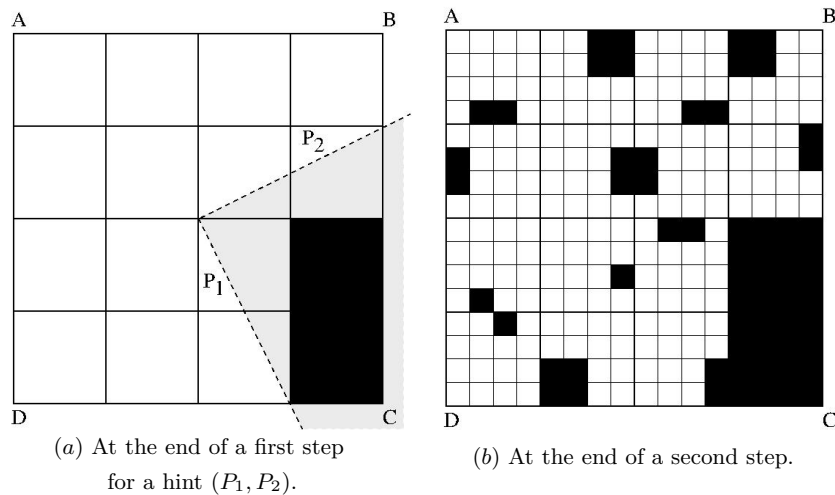 A B
P2
P1
D C
(a) At the end of a first step
for a hint (P1, P2).
A B
D C
(b) At the end of a second step.